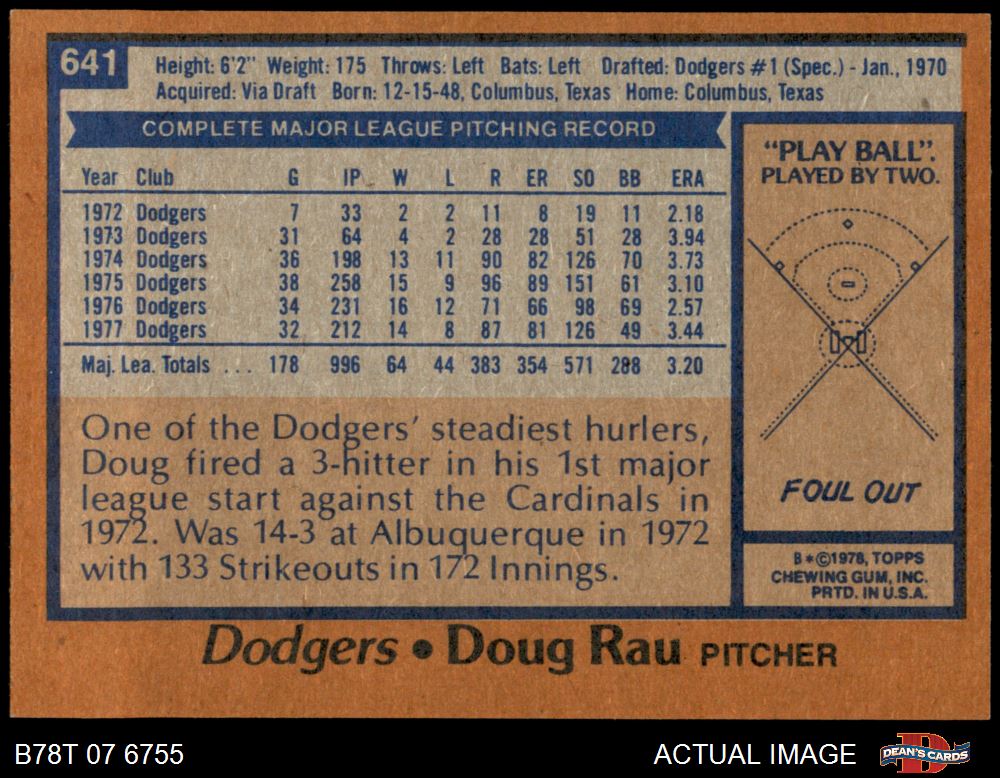 641
Height: 6'2" Weight: 175 Throws: Left Bats: Left Drafted: Dodgers #1 (Spec.) - Jan., 1970
Acquired: Via Draft Born: 12-15-48, Columbus, Texas Home: Columbus, Texas
COMPLETE MAJOR LEAGUE PITCHING RECORD
Year Club G IP W L R ER SO BB ERA
1972 Dodgers 7 33 2 2 11 8 19 11 2.18
1973 Dodgers 31 64 4 2 28 28 51 28 3.94
1974 Dodgers 36 198 13 11 90 82 126 70 3.73
1975 Dodgers 38 258 15 9 96 89 151 61 3.10
1976 Dodgers 34 231 16 12 71 66 98 69 2.57
1977 Dodgers 32 212 14 8 87 81 126 49 3.44
Maj. Lea. Totals ... 178 996 64 44 383 354 571 288 3.20
One of the Dodgers' steadiest hurlers,
Doug fired a 3-hitter in his 1st major
league start against the Cardinals in
1972. Was 14-3 at Albuquerque in 1972
with 133 Strikeouts in 172 Innings.
"PLAY BALL".
PLAYED BY TWO.
FOUL OUT
B*©1978, TOPPS
CHEWING GUM, INC.
PRTD. IN U.S.A.
Dodgers • Doug Rau PITCHER
B78T 07 6755
ACTUAL IMAGE
DEAN'S CARDS